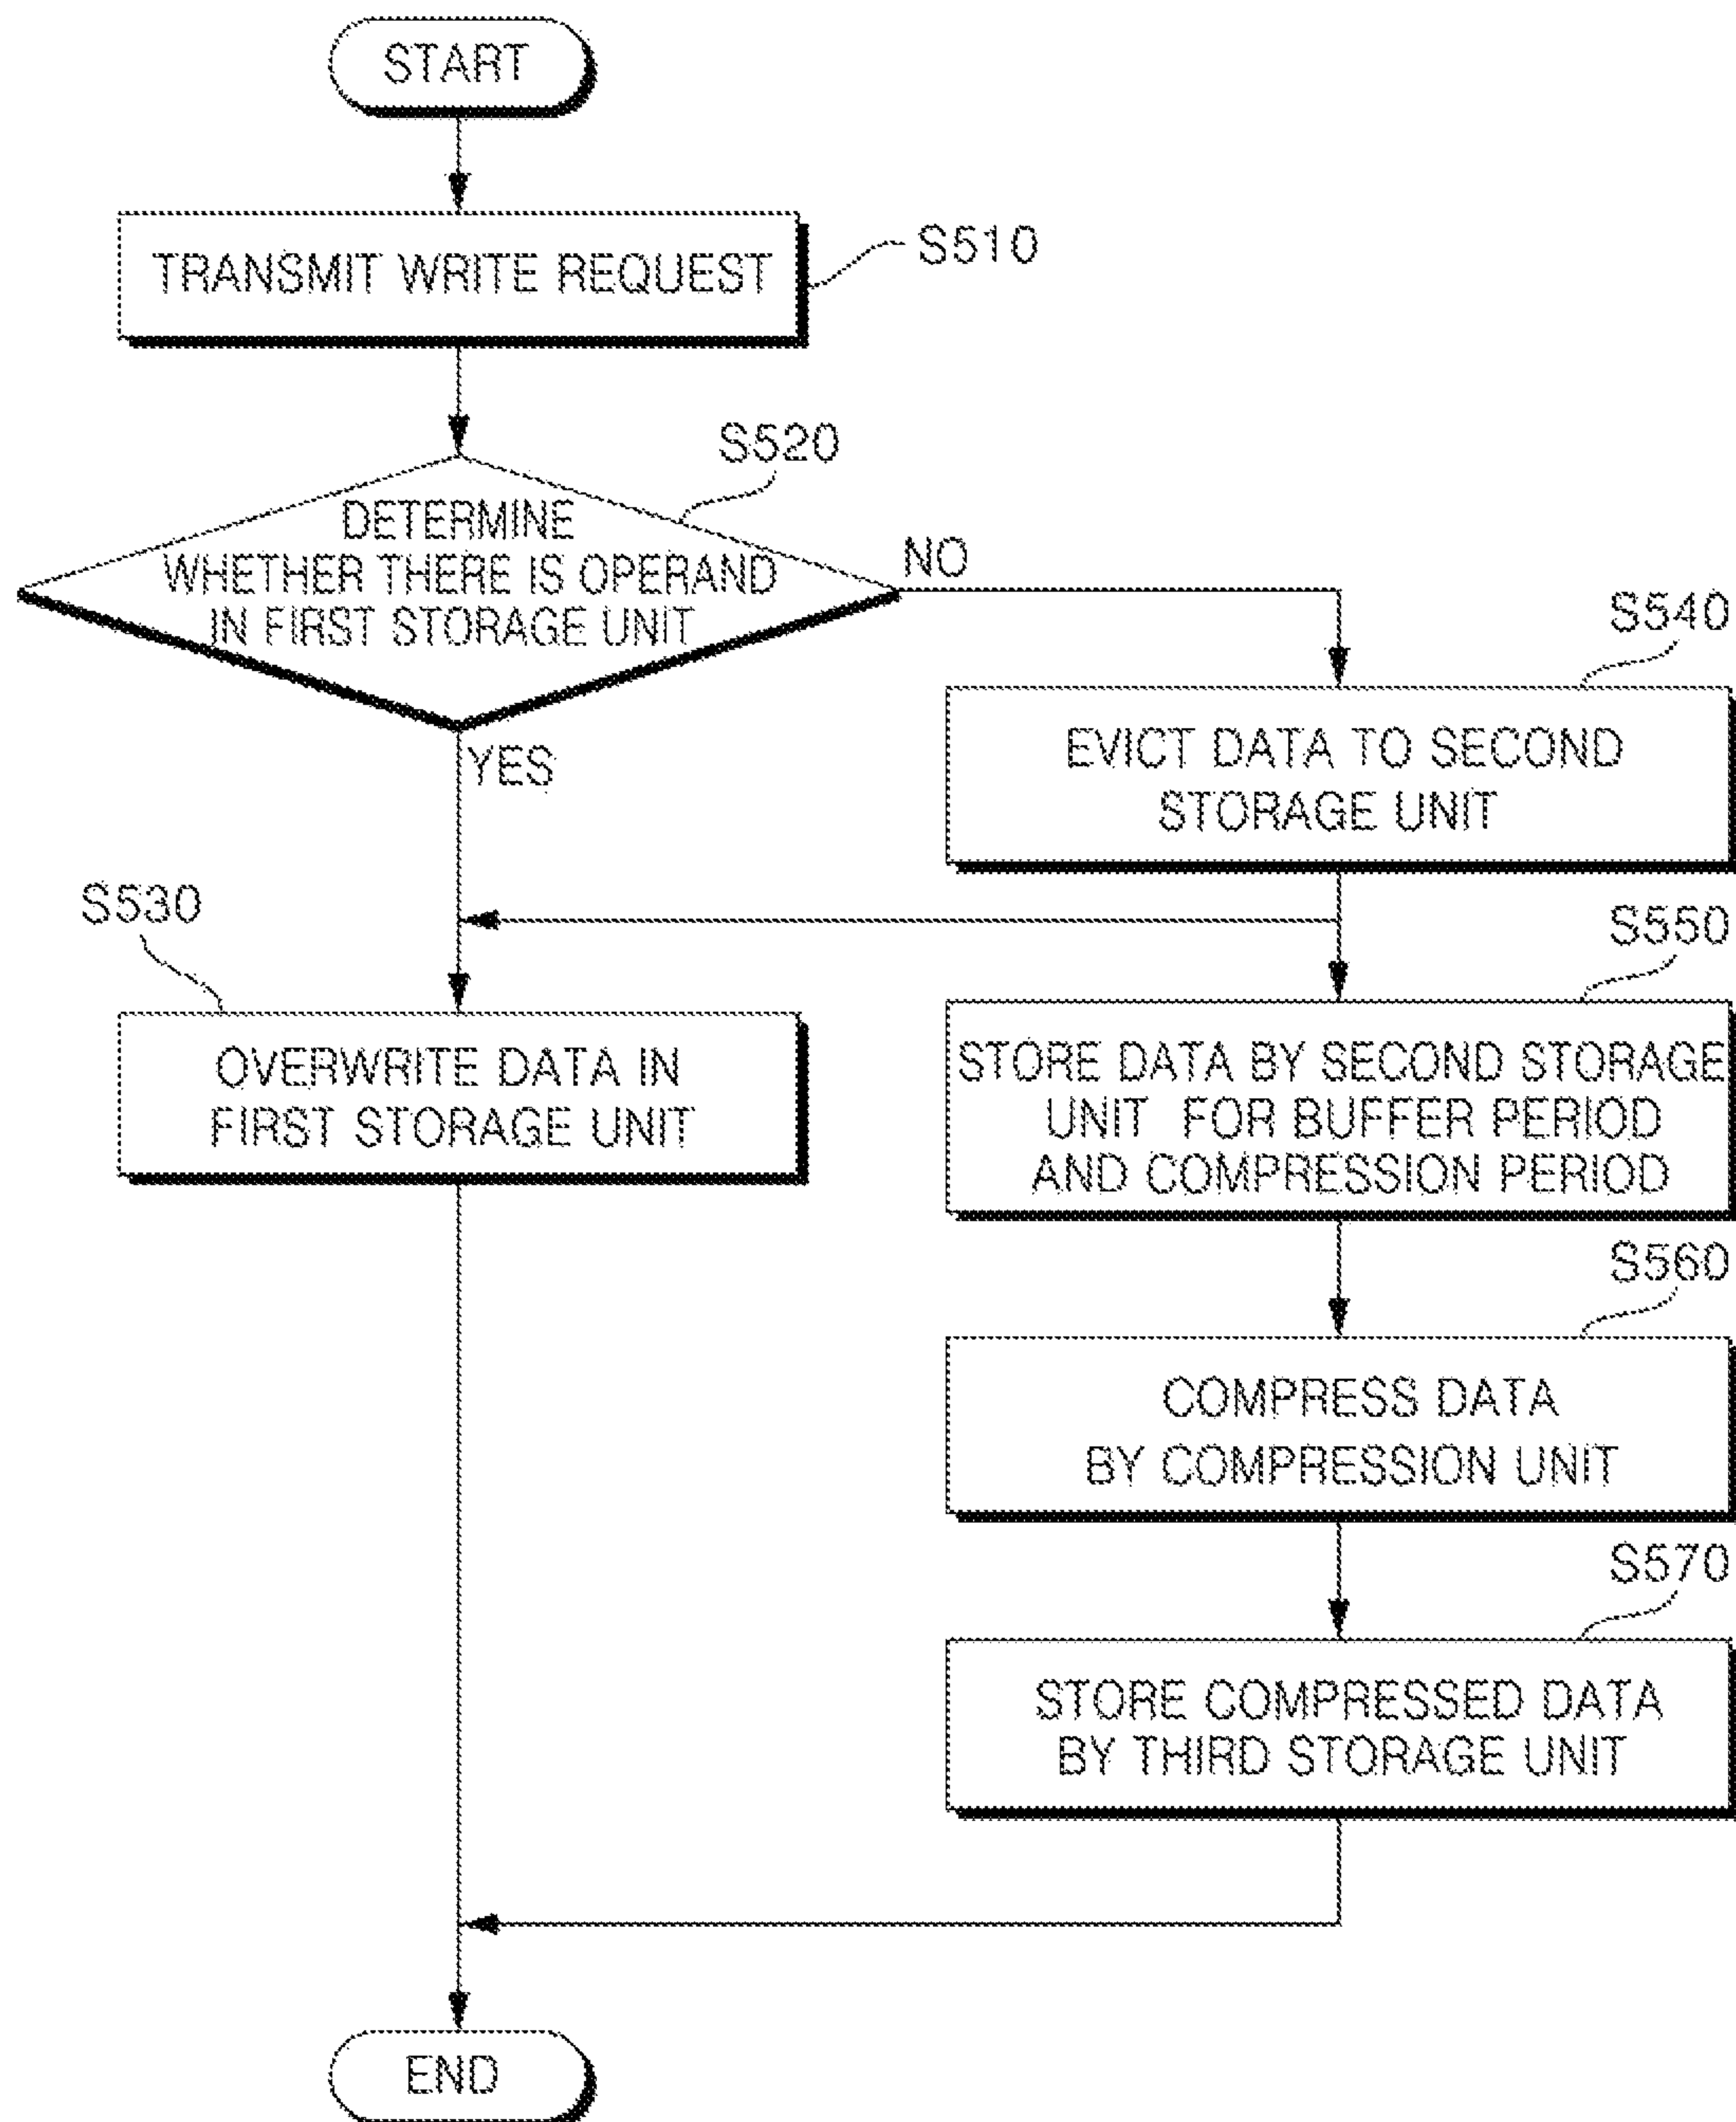 START
TRANSMIT WRITE REQUEST
S510
S520
DETERMINE
WHETHER THERE IS OPERAND
IN FIRST STORAGE UNIT
NO
YES
S540
EVICT DATA TO SECOND
STORAGE UNIT
S530
OVERWRITE DATA IN
FIRST STORAGE UNIT
S550
STORE DATA BY SECOND STORAGE
UNIT FOR BUFFER PERIOD
AND COMPRESSION PERIOD
S560
COMPRESS DATA
BY COMPRESSION UNIT
S570
STORE COMPRESSED DATA
BY THIRD STORAGE UNIT
END